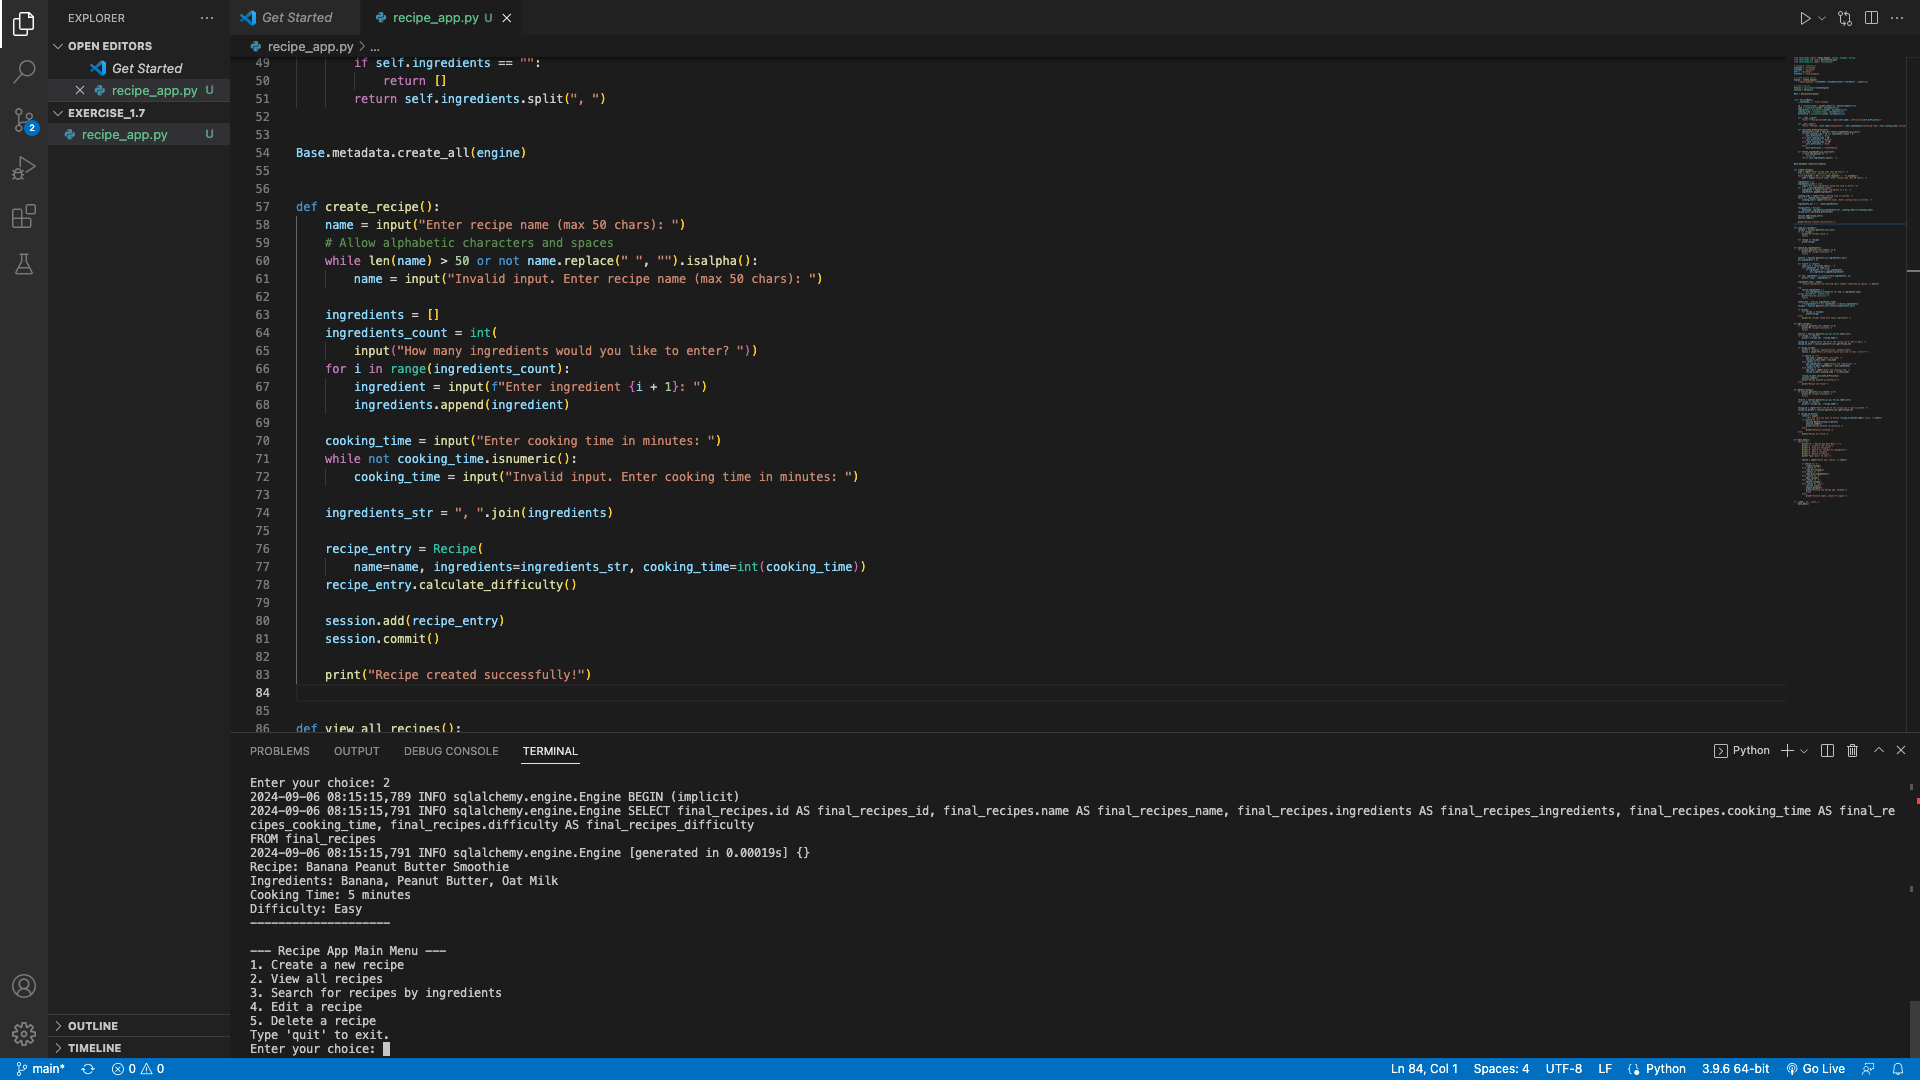 EXPLORER
OPEN EDITORS
Get Started
recipe_app.py U
EXERCISE_1.7
recipe_app.py U
2
OUTLINE
TIMELINE
Get Started
recipe_app.py U
recipe_app.py > ...
49 if self.ingredients == "":
50 return []
51 return self.ingredients.split(", ")
52
53
54 Base.metadata.create_all(engine)
55
56
57 def create_recipe():
58 name = input("Enter recipe name (max 50 chars): ")
59 # Allow alphabetic characters and spaces
60 while len(name) > 50 or not name.replace(" ", "").isalpha():
61 name = input("Invalid input. Enter recipe name (max 50 chars): ")
62
63 ingredients = []
64 ingredients_count = int(
65 input("How many ingredients would you like to enter? "))
66 for i in range(ingredients_count):
67 ingredient = input(f"Enter ingredient {i + 1}: ")
68 ingredients.append(ingredient)
69
70 cooking_time = input("Enter cooking time in minutes: ")
71 while not cooking_time.isnumeric():
72 cooking_time = input("Invalid input. Enter cooking time in minutes: ")
73
74 ingredients_str = ", ".join(ingredients)
75
76 recipe_entry = Recipe(
77 name=name, ingredients=ingredients_str, cooking_time=int(cooking_time))
78 recipe_entry.calculate_difficulty()
79
80 session.add(recipe_entry)
81 session.commit()
82
83 print("Recipe created successfully!")
84
85
86 def view_all_recipes():
PROBLEMS OUTPUT DEBUG CONSOLE TERMINAL
Python
Enter your choice: 2
2024-09-06 08:15:15,789 INFO sqlalchemy.engine.Engine BEGIN (implicit)
2024-09-06 08:15:15,791 INFO sqlalchemy.engine.Engine SELECT final_recipes.id AS final_recipes_id, final_recipes.name AS final_recipes_name, final_recipes.ingredients AS final_recipes_ingredients, final_recipes.cooking_time AS final_re
cipes_cooking_time, final_recipes.difficulty AS final_recipes_difficulty
FROM final_recipes
2024-09-06 08:15:15,791 INFO sqlalchemy.engine.Engine [generated in 0.00019s] {}
Recipe: Banana Peanut Butter Smoothie
Ingredients: Banana, Peanut Butter, Oat Milk
Cooking Time: 5 minutes
Difficulty: Easy
--------------------
--- Recipe App Main Menu ---
1. Create a new recipe
2. View all recipes
3. Search for recipes by ingredients
4. Edit a recipe
5. Delete a recipe
Type 'quit' to exit.
Enter your choice:
main* 0 0
Ln 84, Col 1 Spaces: 4 UTF-8 LF Python 3.9.6 64-bit Go Live